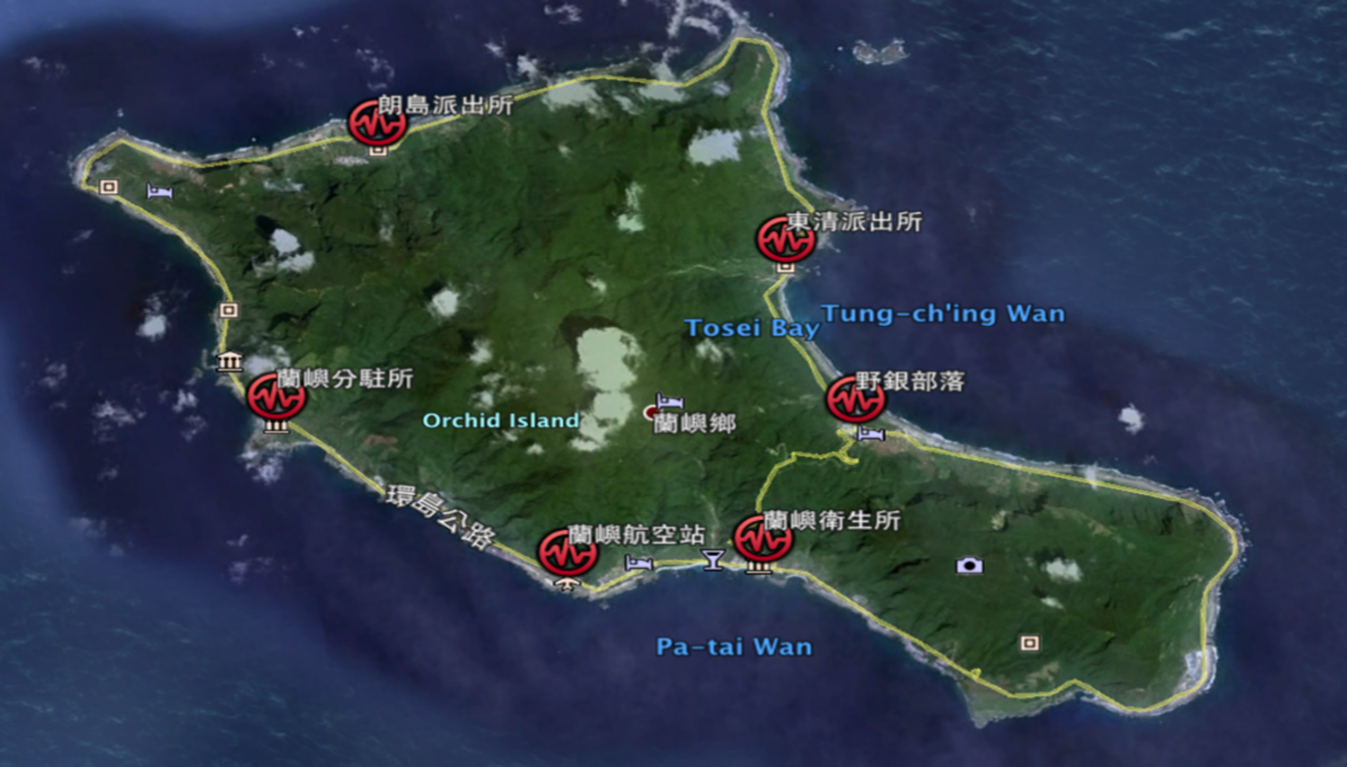 朗島派出所
東清派出所
Tung-ch'ing Wan
Tosei Bay
蘭嶼分駐所
野銀部落
Orchid Island
蘭嶼鄉
環島公路
蘭嶼航空站
蘭嶼衛生所
Pa-tai Wan